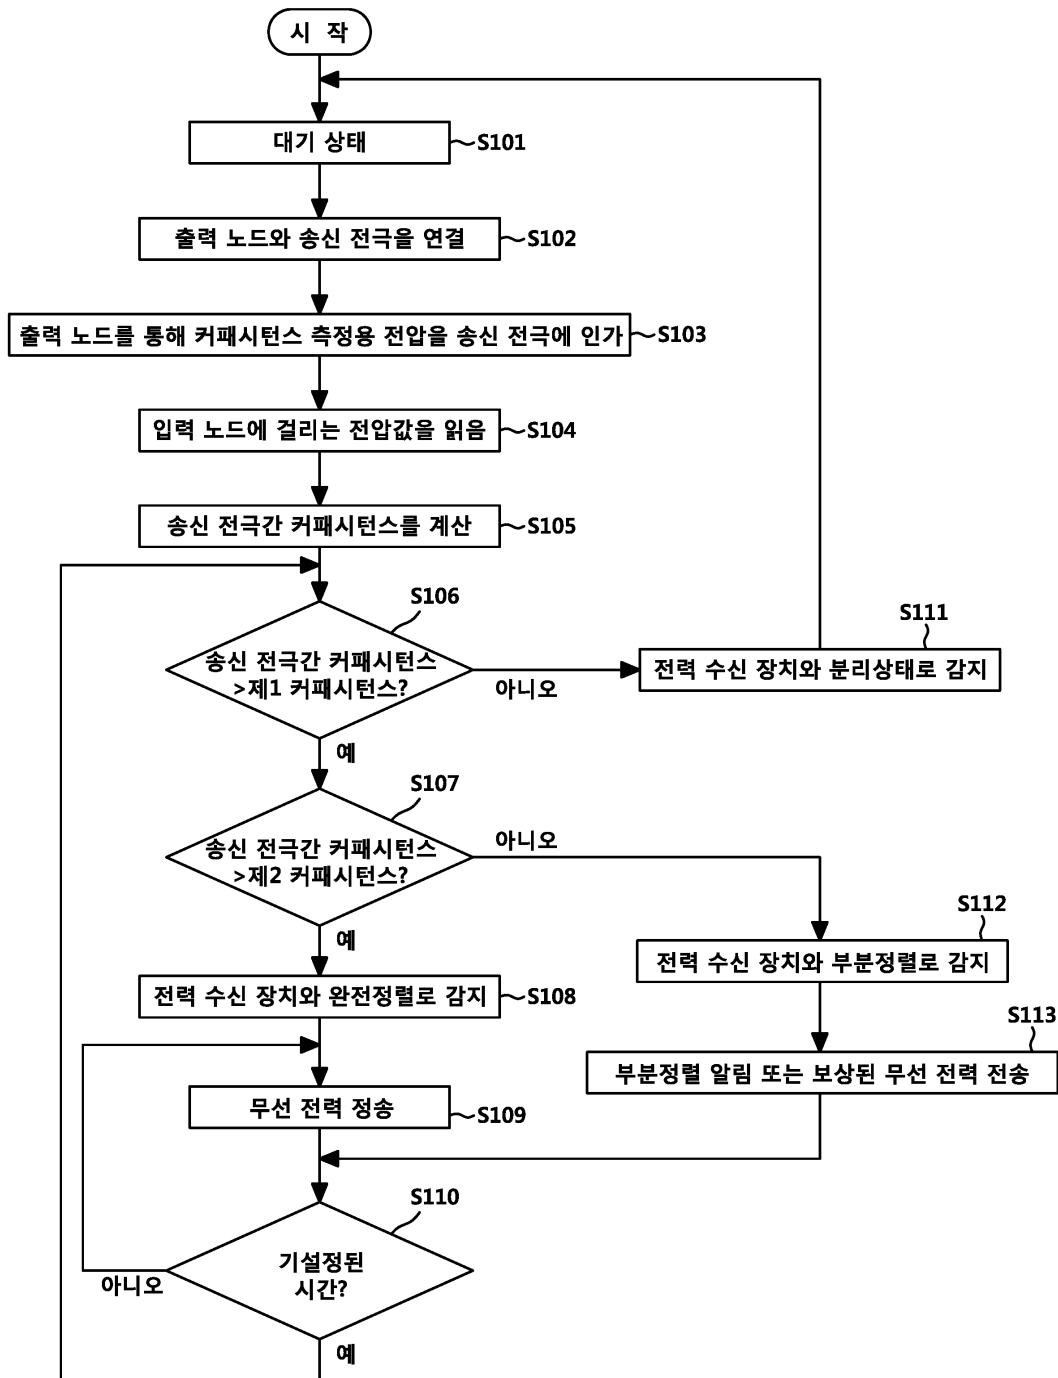 시 작
대기 상태
S101
출력 노드와 송신 전극을 연결
S102
출력 노드를 통해 커패시턴스 측정용 전압을 송신 전극에 인가
S103
입력 노드에 걸리는 전압값을 읽음
S104
송신 전극간 커패시턴스를 계산
S105
S106
송신 전극간 커패시턴스
>제1 커패시턴스?
아니오
예
S111
전력 수신 장치와 분리상태로 감지
S107
송신 전극간 커패시턴스
>제2 커패시턴스?
아니오
예
S112
전력 수신 장치와 부분정렬로 감지
전력 수신 장치와 완전정렬로 감지
S108
S113
부분정렬 알림 또는 보상된 무선 전력 전송
무선 전력 정송
S109
S110
기설정된
시간?
아니오
예